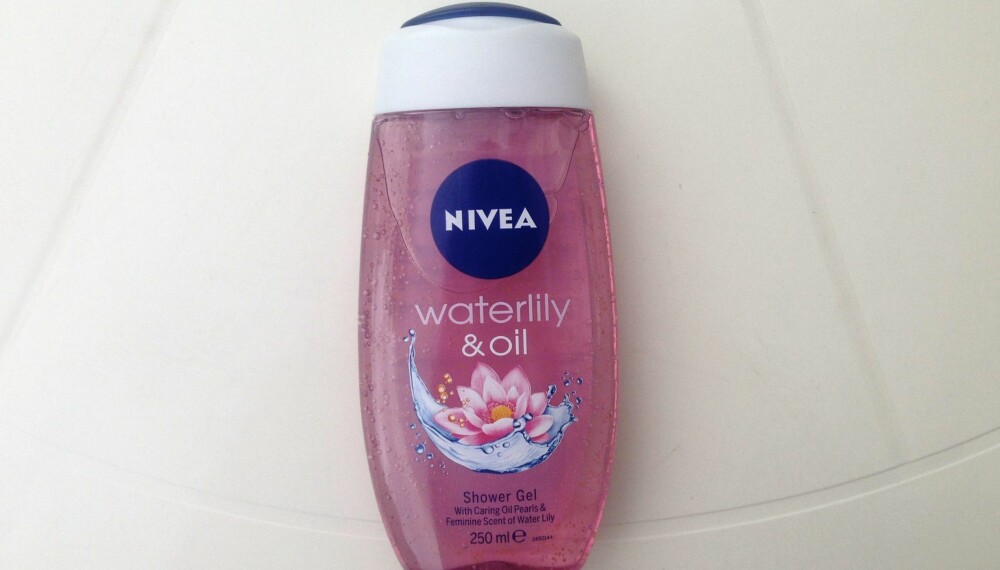 NIVEA
waterlily
& oil
Shower Gel
With Caring Oil Pearls &
Feminine Scent of Water Lily
250 ml ℮